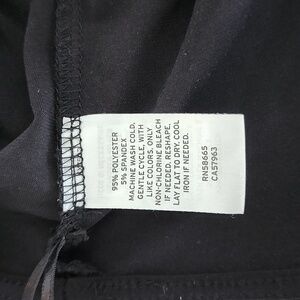 95% POLYESTER
5% SPANDEX
MACHINE WASH COLD.
GENTLE CYCLE, WITH
LIKE COLORS. ONLY
NON-CHLORINE BLEACH
IF NEEDED. RESHAPE,
LAY FLAT TO DRY. COOL
IRON IF NEEDED.
RN58665
CA57963